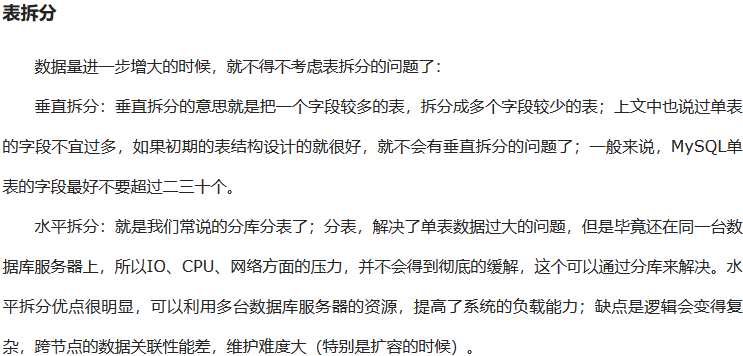 表拆分
数据量进一步增大的时候，就不得不考虑表拆分的问题了：
垂直拆分：垂直拆分的意思就是把一个字段较多的表，拆分成多个字段较少的表；上文中也说过单表
的字段不宜过多，如果初期的表结构设计的就很好，就不会有垂直拆分的问题了；一般来说，MySQL单
表的字段最好不要超过二三十个。
水平拆分：就是我们常说的分库分表了；分表，解决了单表数据过大的问题，但是毕竟还在同一台数
据库服务器上，所以IO、CPU、网络方面的压力，并不会得到彻底的缓解，这个可以通过分库来解决。水
平拆分优点很明显，可以利用多台数据库服务器的资源，提高了系统的负载能力；缺点是逻辑会变得复
杂，跨节点的数据关联性能差，维护难度大（特别是扩容的时候）。